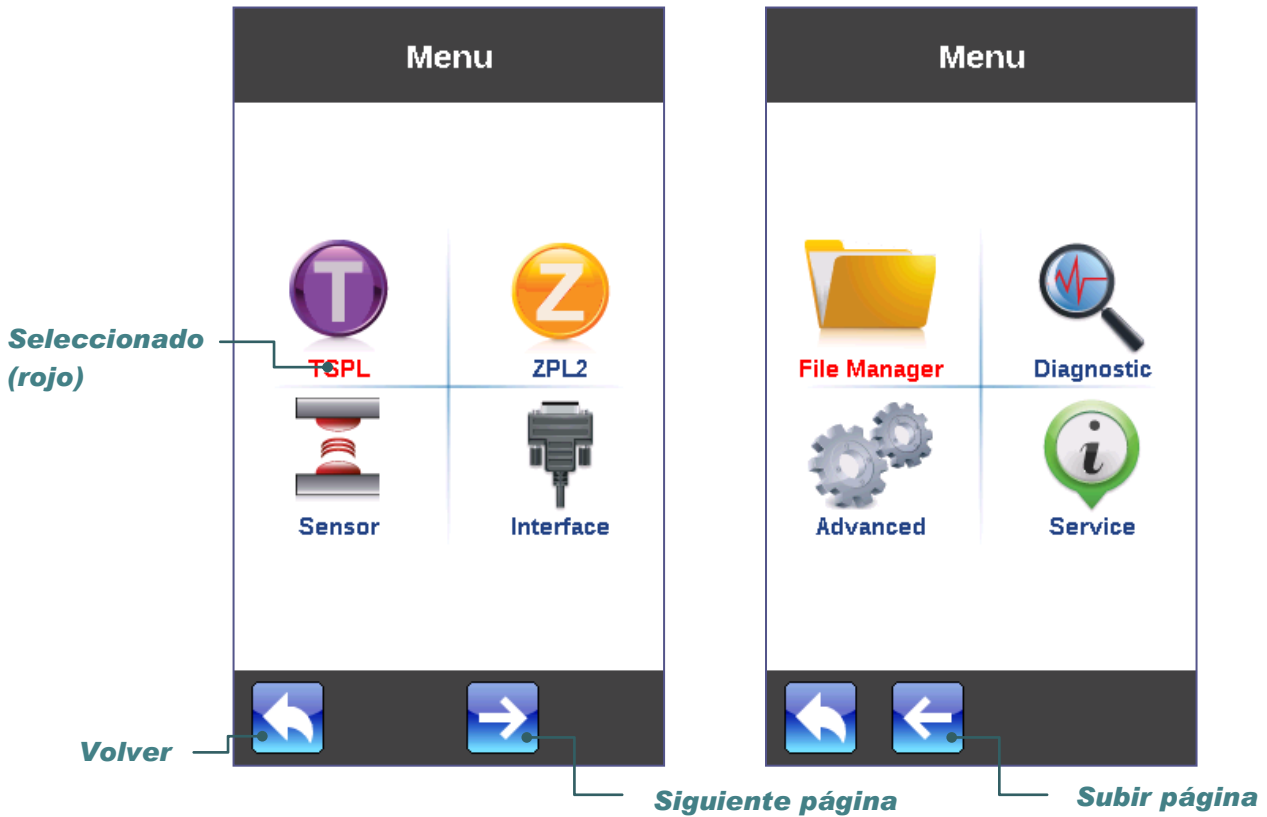 Menu
TSPL
ZPL2
Sensor
Interface
Seleccionado
(rojo)
Volver
Siguiente página
Menu
File Manager
Diagnostic
Advanced
Service
Subir página